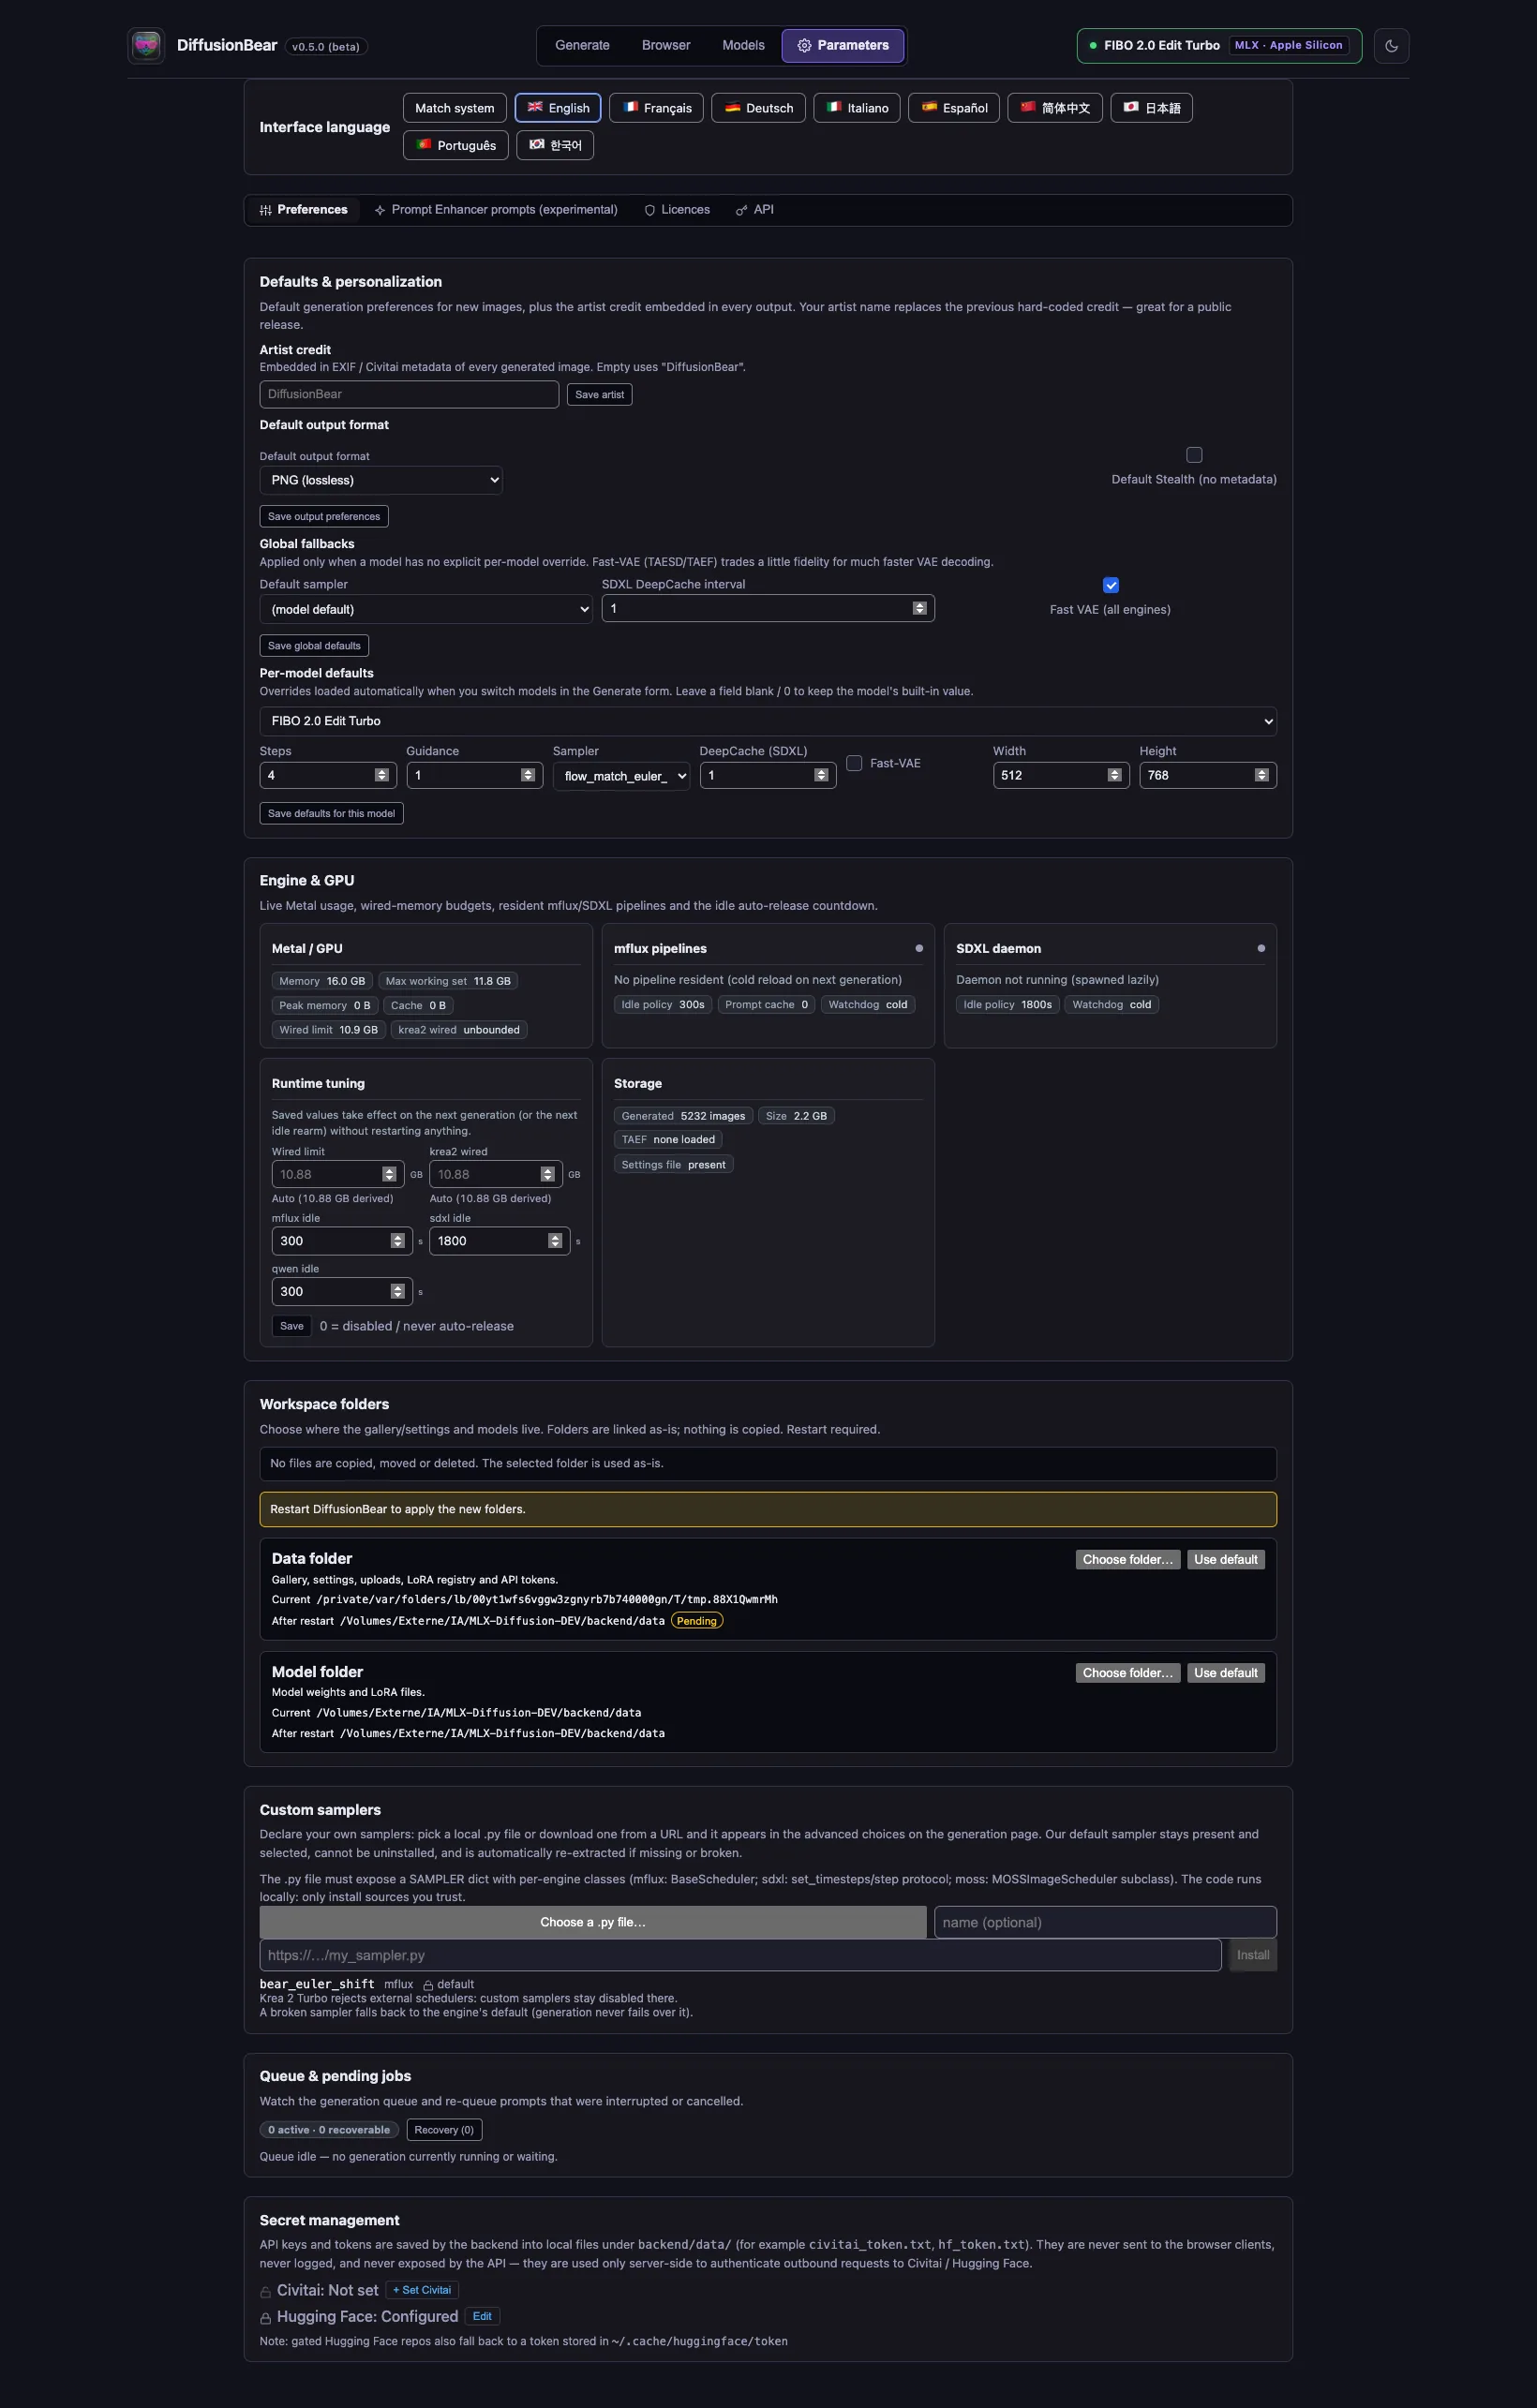 DiffusionBear v0.5.0 (beta)
Generate Browser Models Parameters
FIBO 2.0 Edit Turbo MLX · Apple Silicon
Interface language
Match system English Français Deutsch Italiano Español 简体中文 日本語
Português 한국어
Preferences Prompt Enhancer prompts (experimental) Licences API
Defaults & personalization
Default generation preferences for new images, plus the artist credit embedded in every output. Your artist name replaces the previous hard-coded credit — great for a public
release.
Artist credit
Embedded in EXIF / Civitai metadata of every generated image. Empty uses "DiffusionBear".
DiffusionBear Save artist
Default output format
Default output format
PNG (lossless) Default Stealth (no metadata)
Save output preferences
Global fallbacks
Applied only when a model has no explicit per-model override. Fast-VAE (TAESD/TAEF) trades a little fidelity for much faster VAE decoding.
Default sampler SDXL DeepCache interval
(model default) 1 Fast VAE (all engines)
Save global defaults
Per-model defaults
Overrides loaded automatically when you switch models in the Generate form. Leave a field blank / 0 to keep the model's built-in value.
FIBO 2.0 Edit Turbo
Steps Guidance Sampler DeepCache (SDXL) Fast-VAE Width Height
4 1 flow_match_euler_ 1 512 768
Save defaults for this model
Engine & GPU
Live Metal usage, wired-memory budgets, resident mflux/SDXL pipelines and the idle auto-release countdown.
Metal / GPU
Memory 16.0 GB Max working set 11.8 GB
Peak memory 0 B Cache 0 B
Wired limit 10.9 GB krea2 wired unbounded
mflux pipelines
No pipeline resident (cold reload on next generation)
Idle policy 300s Prompt cache 0 Watchdog cold
SDXL daemon
Daemon not running (spawned lazily)
Idle policy 1800s Watchdog cold
Runtime tuning
Saved values take effect on the next generation (or the next
idle rearm) without restarting anything.
Wired limit krea2 wired
10.88 GB 10.88 GB
Auto (10.88 GB derived) Auto (10.88 GB derived)
mflux idle sdxl idle
300 s 1800 s
qwen idle
300 s
Save 0 = disabled / never auto-release
Storage
Generated 5232 images Size 2.2 GB
TAEF none loaded
Settings file present
Workspace folders
Choose where the gallery/settings and models live. Folders are linked as-is; nothing is copied. Restart required.
No files are copied, moved or deleted. The selected folder is used as-is.
Restart DiffusionBear to apply the new folders.
Data folder Choose folder… Use default
Gallery, settings, uploads, LoRA registry and API tokens.
Current /private/var/folders/lb/00yt1wfs6vggw3zgnyrb7b740000gn/T/tmp.88X1QwmrMh
After restart /Volumes/Externe/IA/MLX-Diffusion-DEV/backend/data Pending
Model folder Choose folder… Use default
Model weights and LoRA files.
Current /Volumes/Externe/IA/MLX-Diffusion-DEV/backend/data
After restart /Volumes/Externe/IA/MLX-Diffusion-DEV/backend/data
Custom samplers
Declare your own samplers: pick a local .py file or download one from a URL and it appears in the advanced choices on the generation page. Our default sampler stays present and
selected, cannot be uninstalled, and is automatically re-extracted if missing or broken.
The .py file must expose a SAMPLER dict with per-engine classes (mflux: BaseScheduler; sdxl: set_timesteps/step protocol; moss: MOSSImageScheduler subclass). The code runs
locally: only install sources you trust.
Choose a .py file… name (optional)
https://…/my_sampler.py Install
bear_euler_shift mflux default
Krea 2 Turbo rejects external schedulers: custom samplers stay disabled there.
A broken sampler falls back to the engine's default (generation never fails over it).
Queue & pending jobs
Watch the generation queue and re-queue prompts that were interrupted or cancelled.
0 active · 0 recoverable Recovery (0)
Queue idle — no generation currently running or waiting.
Secret management
API keys and tokens are saved by the backend into local files under backend/data/ (for example civitai_token.txt, hf_token.txt). They are never sent to the browser clients,
never logged, and never exposed by the API — they are used only server-side to authenticate outbound requests to Civitai / Hugging Face.
Civitai: Not set + Set Civitai
Hugging Face: Configured Edit
Note: gated Hugging Face repos also fall back to a token stored in ~/.cache/huggingface/token